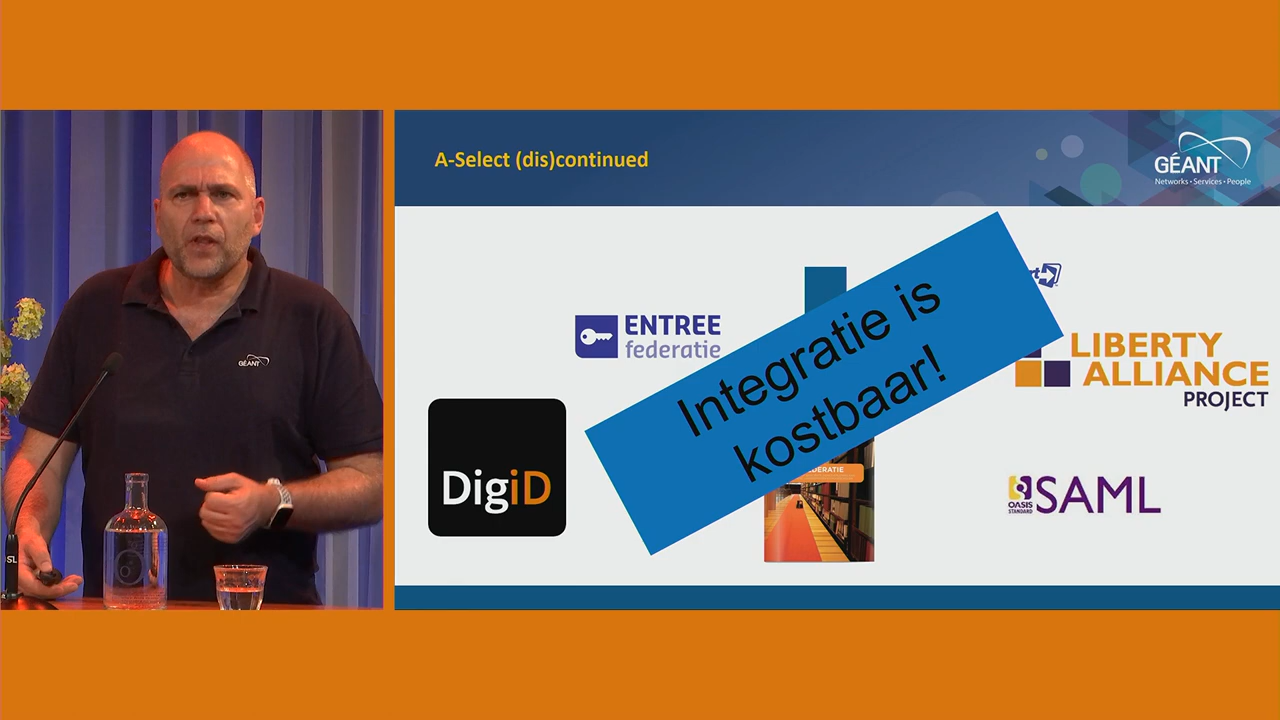 A-Select (dis)continued
GÉANT
Networks • Services • People
ENTREE
federatie
Integratie is
kostbaar!
LIBERTY
ALLIANCE
PROJECT
DigiD
OASIS
STANDARD
SAML
GÉANT
SL